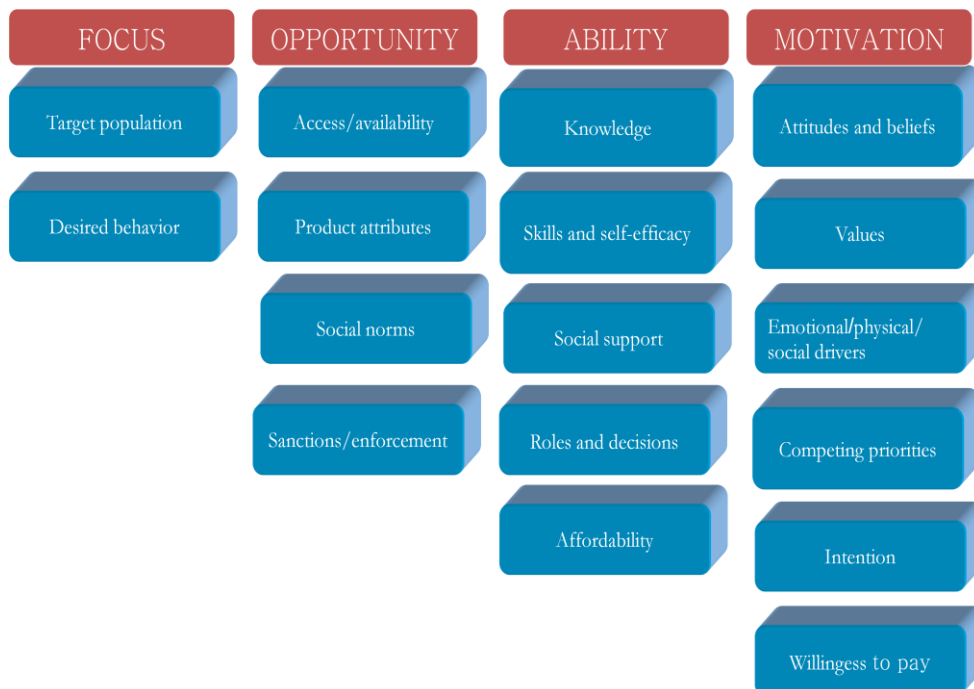 FOCUS
Target population
Desired behavior
OPPORTUNITY
Access/availability
Product attributes
Social norms
Sanctions/enforcement
ABILITY
Knowledge
Skills and self-efficacy
Social support
Roles and decisions
Affordability
MOTIVATION
Attitudes and beliefs
Values
Emotional/physical/
social drivers
Competing priorities
Intention
Willingess to pay